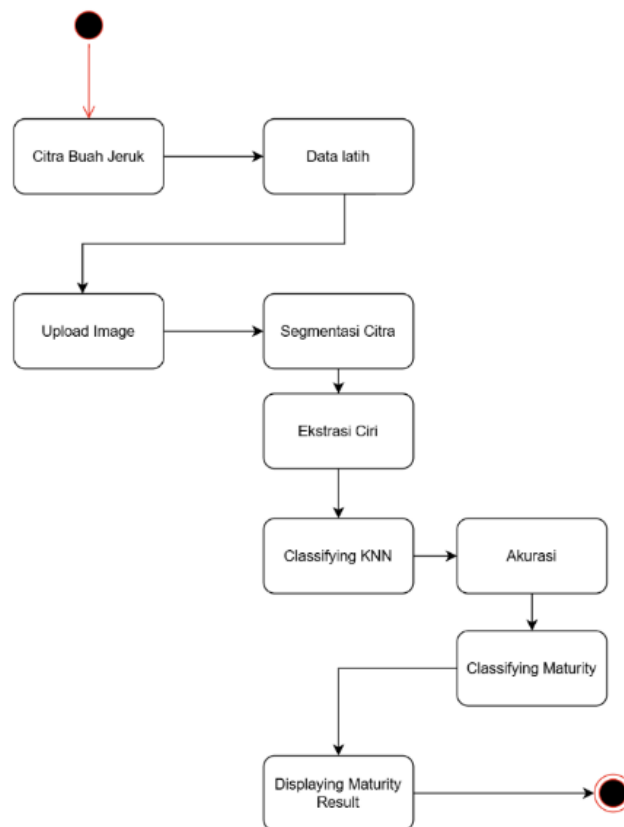 Citra Buah Jeruk
Data latih
Upload Image
Segmentasi Citra
Ekstrasi Ciri
Classifying KNN
Akurasi
Classifying Maturity
Displaying Maturity
Result